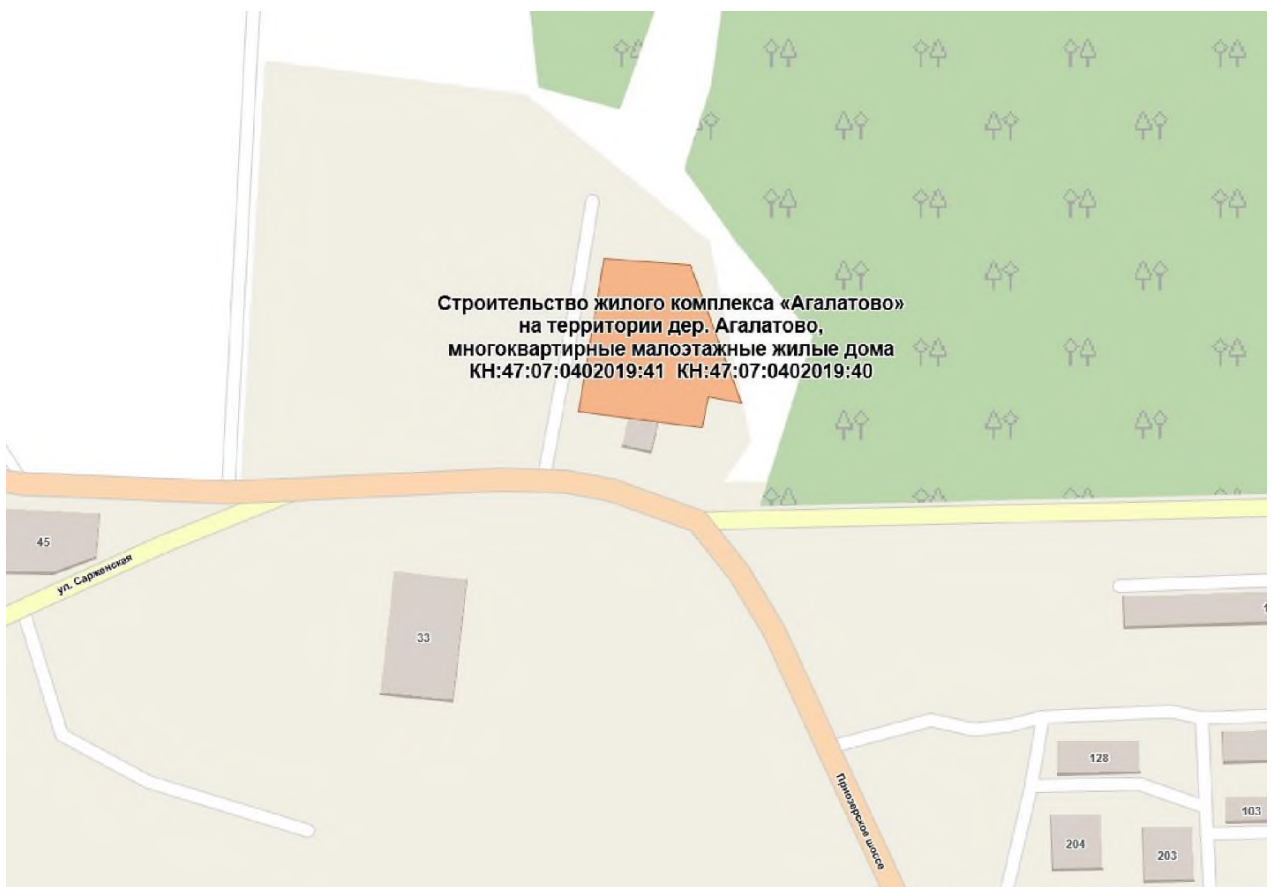 Строительство жилого комплекса «Агалатово»
на территории дер. Агалатово,
многоквартирные малоэтажные жилые дома
КН:47:07:0402019:41 КН:47:07:0402019:40
45
ул. Сарженская
33
1
128
Приозерское шоссе
103
204
203